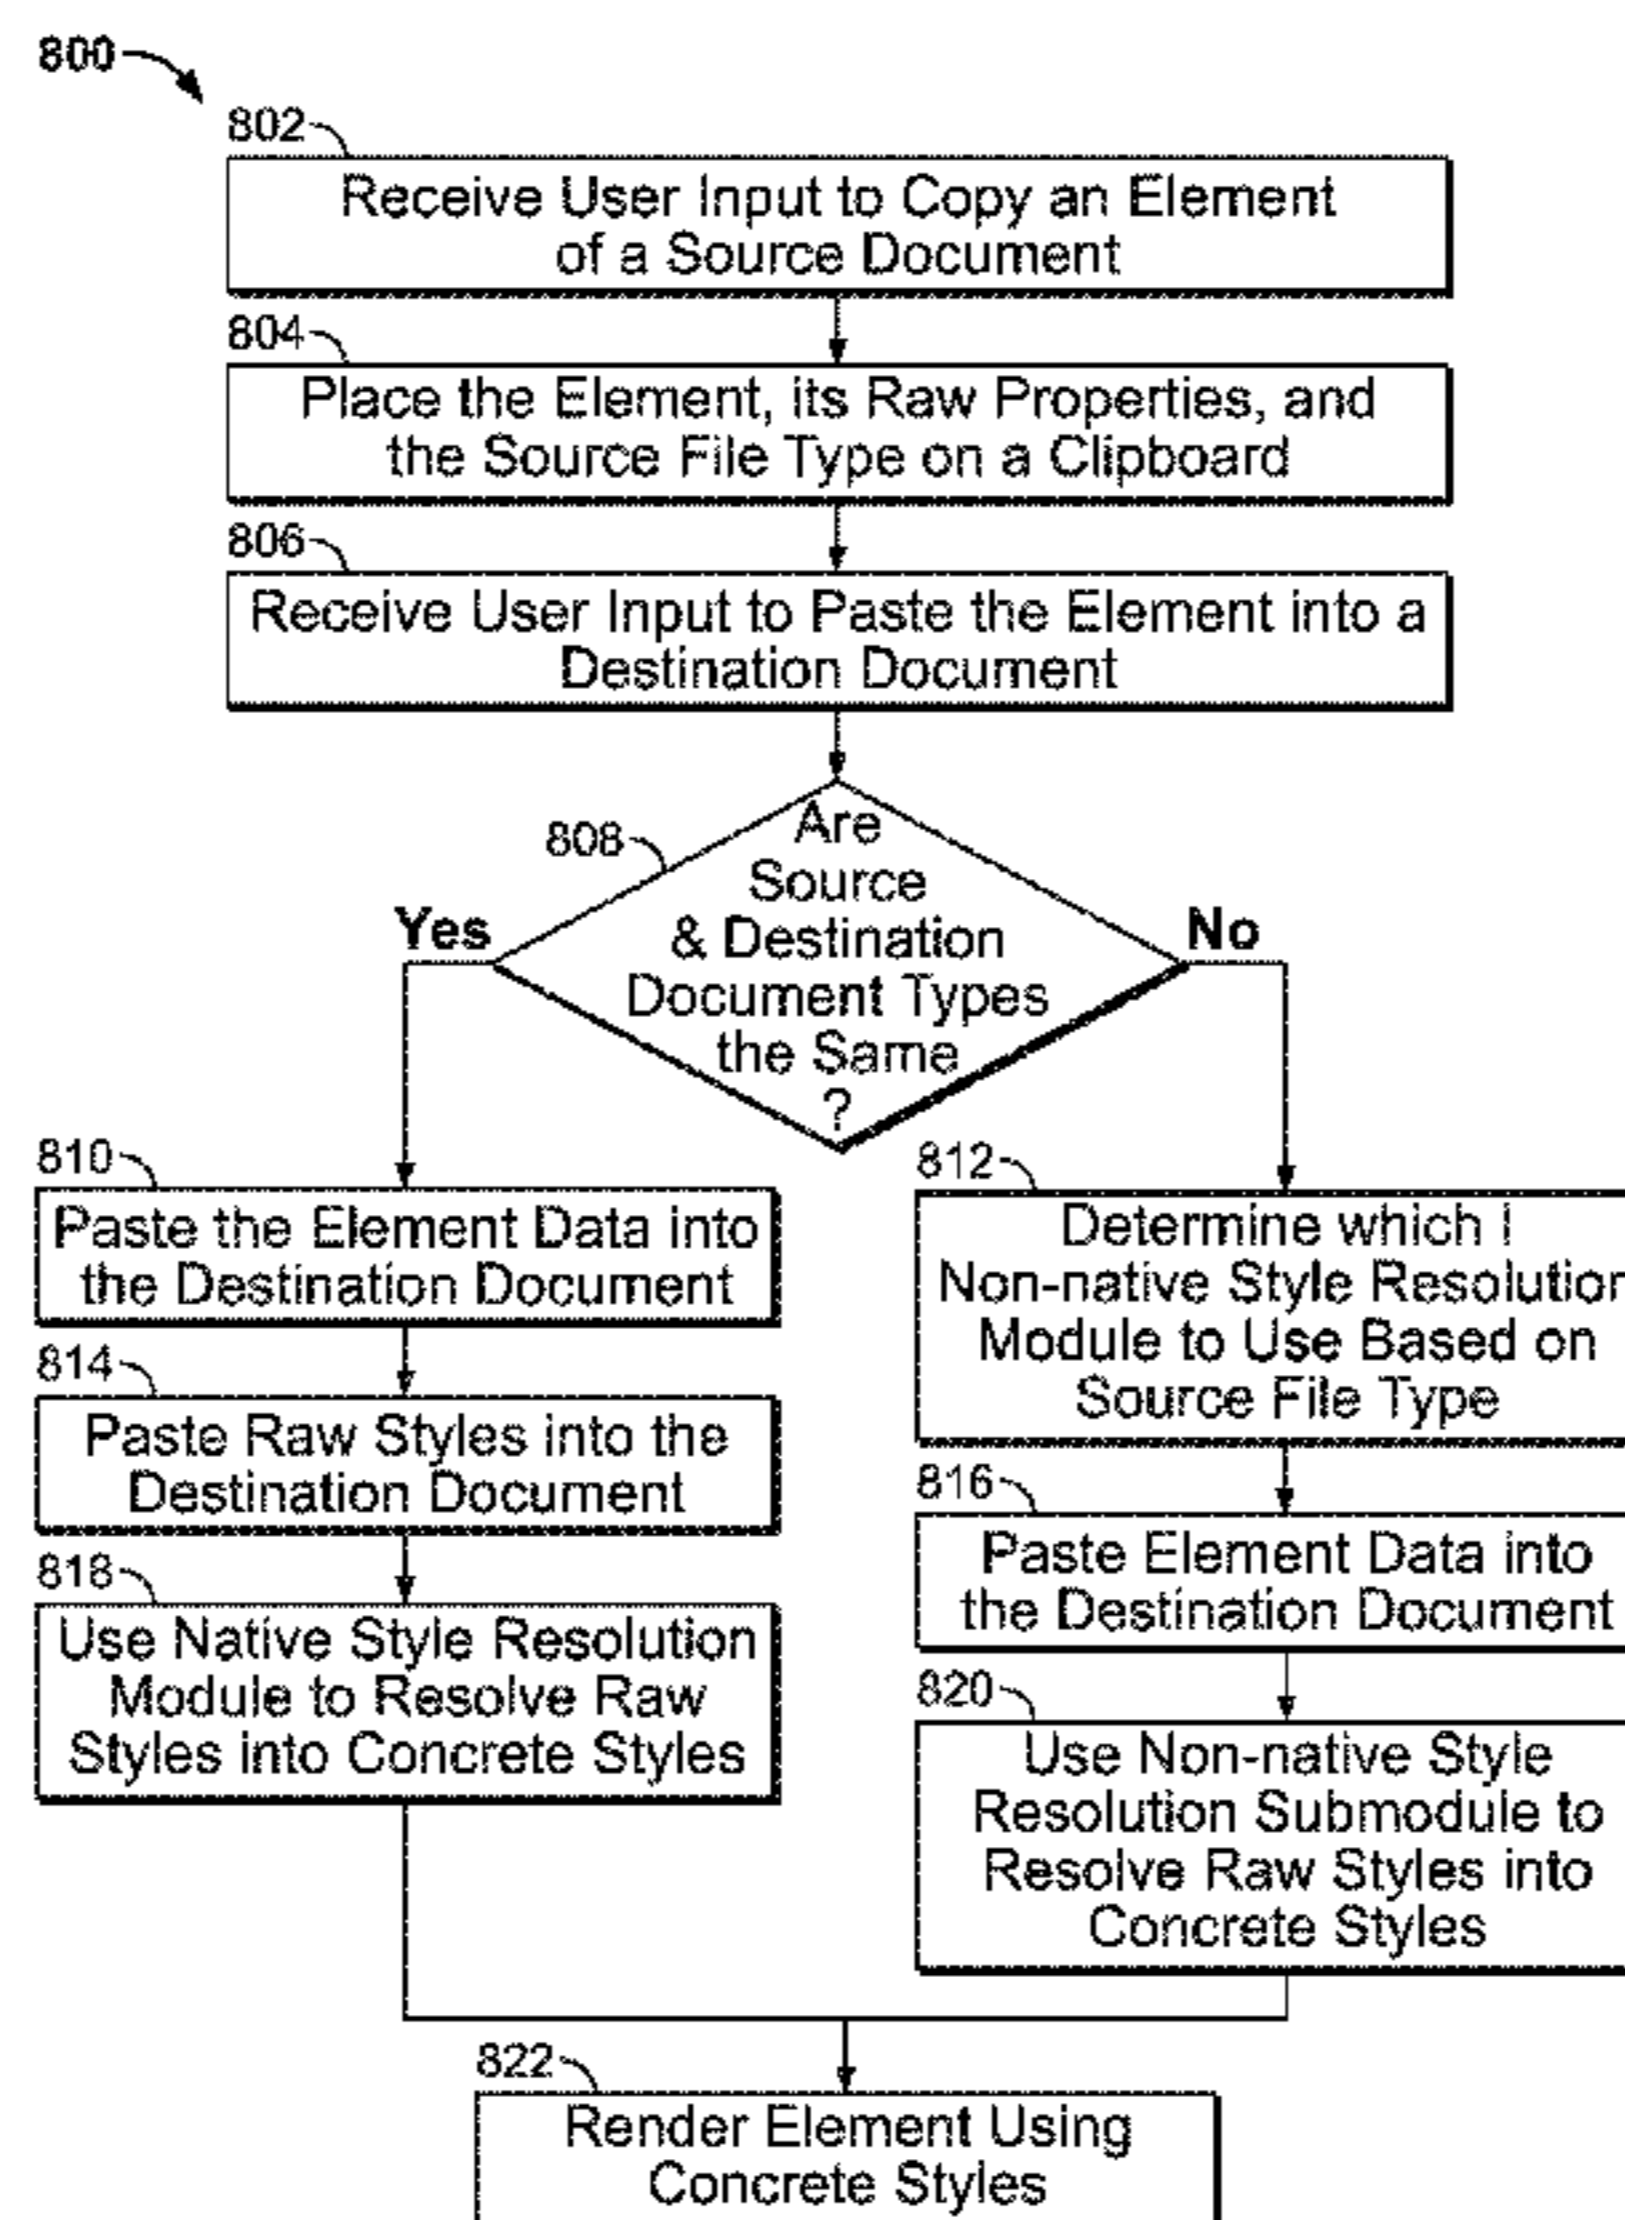 800
802
Receive User Input to Copy an Element
of a Source Document
804
Place the Element, its Raw Properties, and
the Source File Type on a Clipboard
806
Receive User Input to Paste the Element into a
Destination Document
808
Are
Source
& Destination
Document Types
the Same
?
Yes
No
810
Paste the Element Data into
the Destination Document
814
Paste Raw Styles into the
Destination Document
818
Use Native Style Resolution
Module to Resolve Raw
Styles into Concrete Styles
812
Determine which I
Non-native Style Resolution
Module to Use Based on
Source File Type
816
Paste Element Data into
the Destination Document
820
Use Non-native Style
Resolution Submodule to
Resolve Raw Styles into
Concrete Styles
822
Render Element Using
Concrete Styles